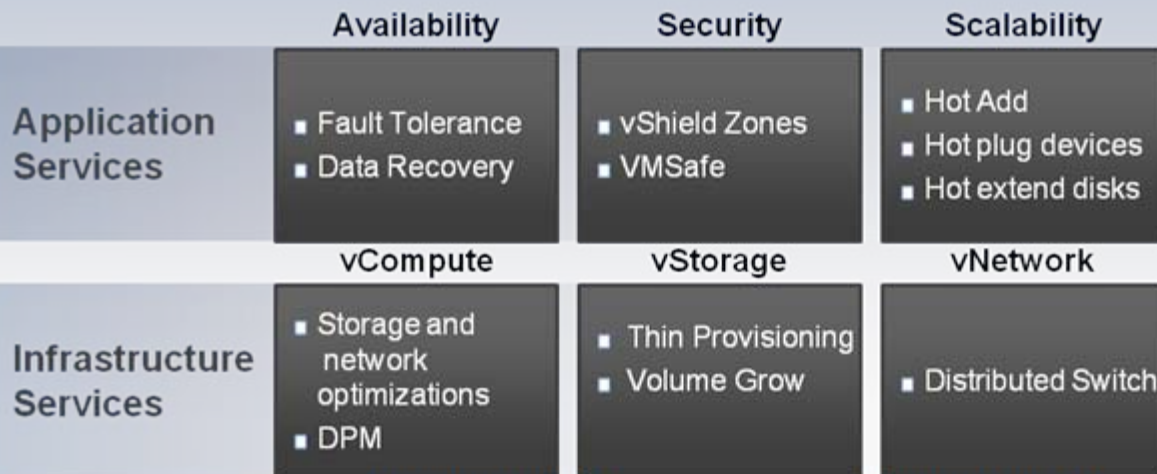 Availability
Security
Scalability
Application
Services
▪ Fault Tolerance
▪ Data Recovery
▪ vShield Zones
▪ VMSafe
▪ Hot Add
▪ Hot plug devices
▪ Hot extend disks
vCompute
vStorage
vNetwork
Infrastructure
Services
▪ Storage and
network
optimizations
▪ DPM
▪ Thin Provisioning
▪ Volume Grow
▪ Distributed Switch